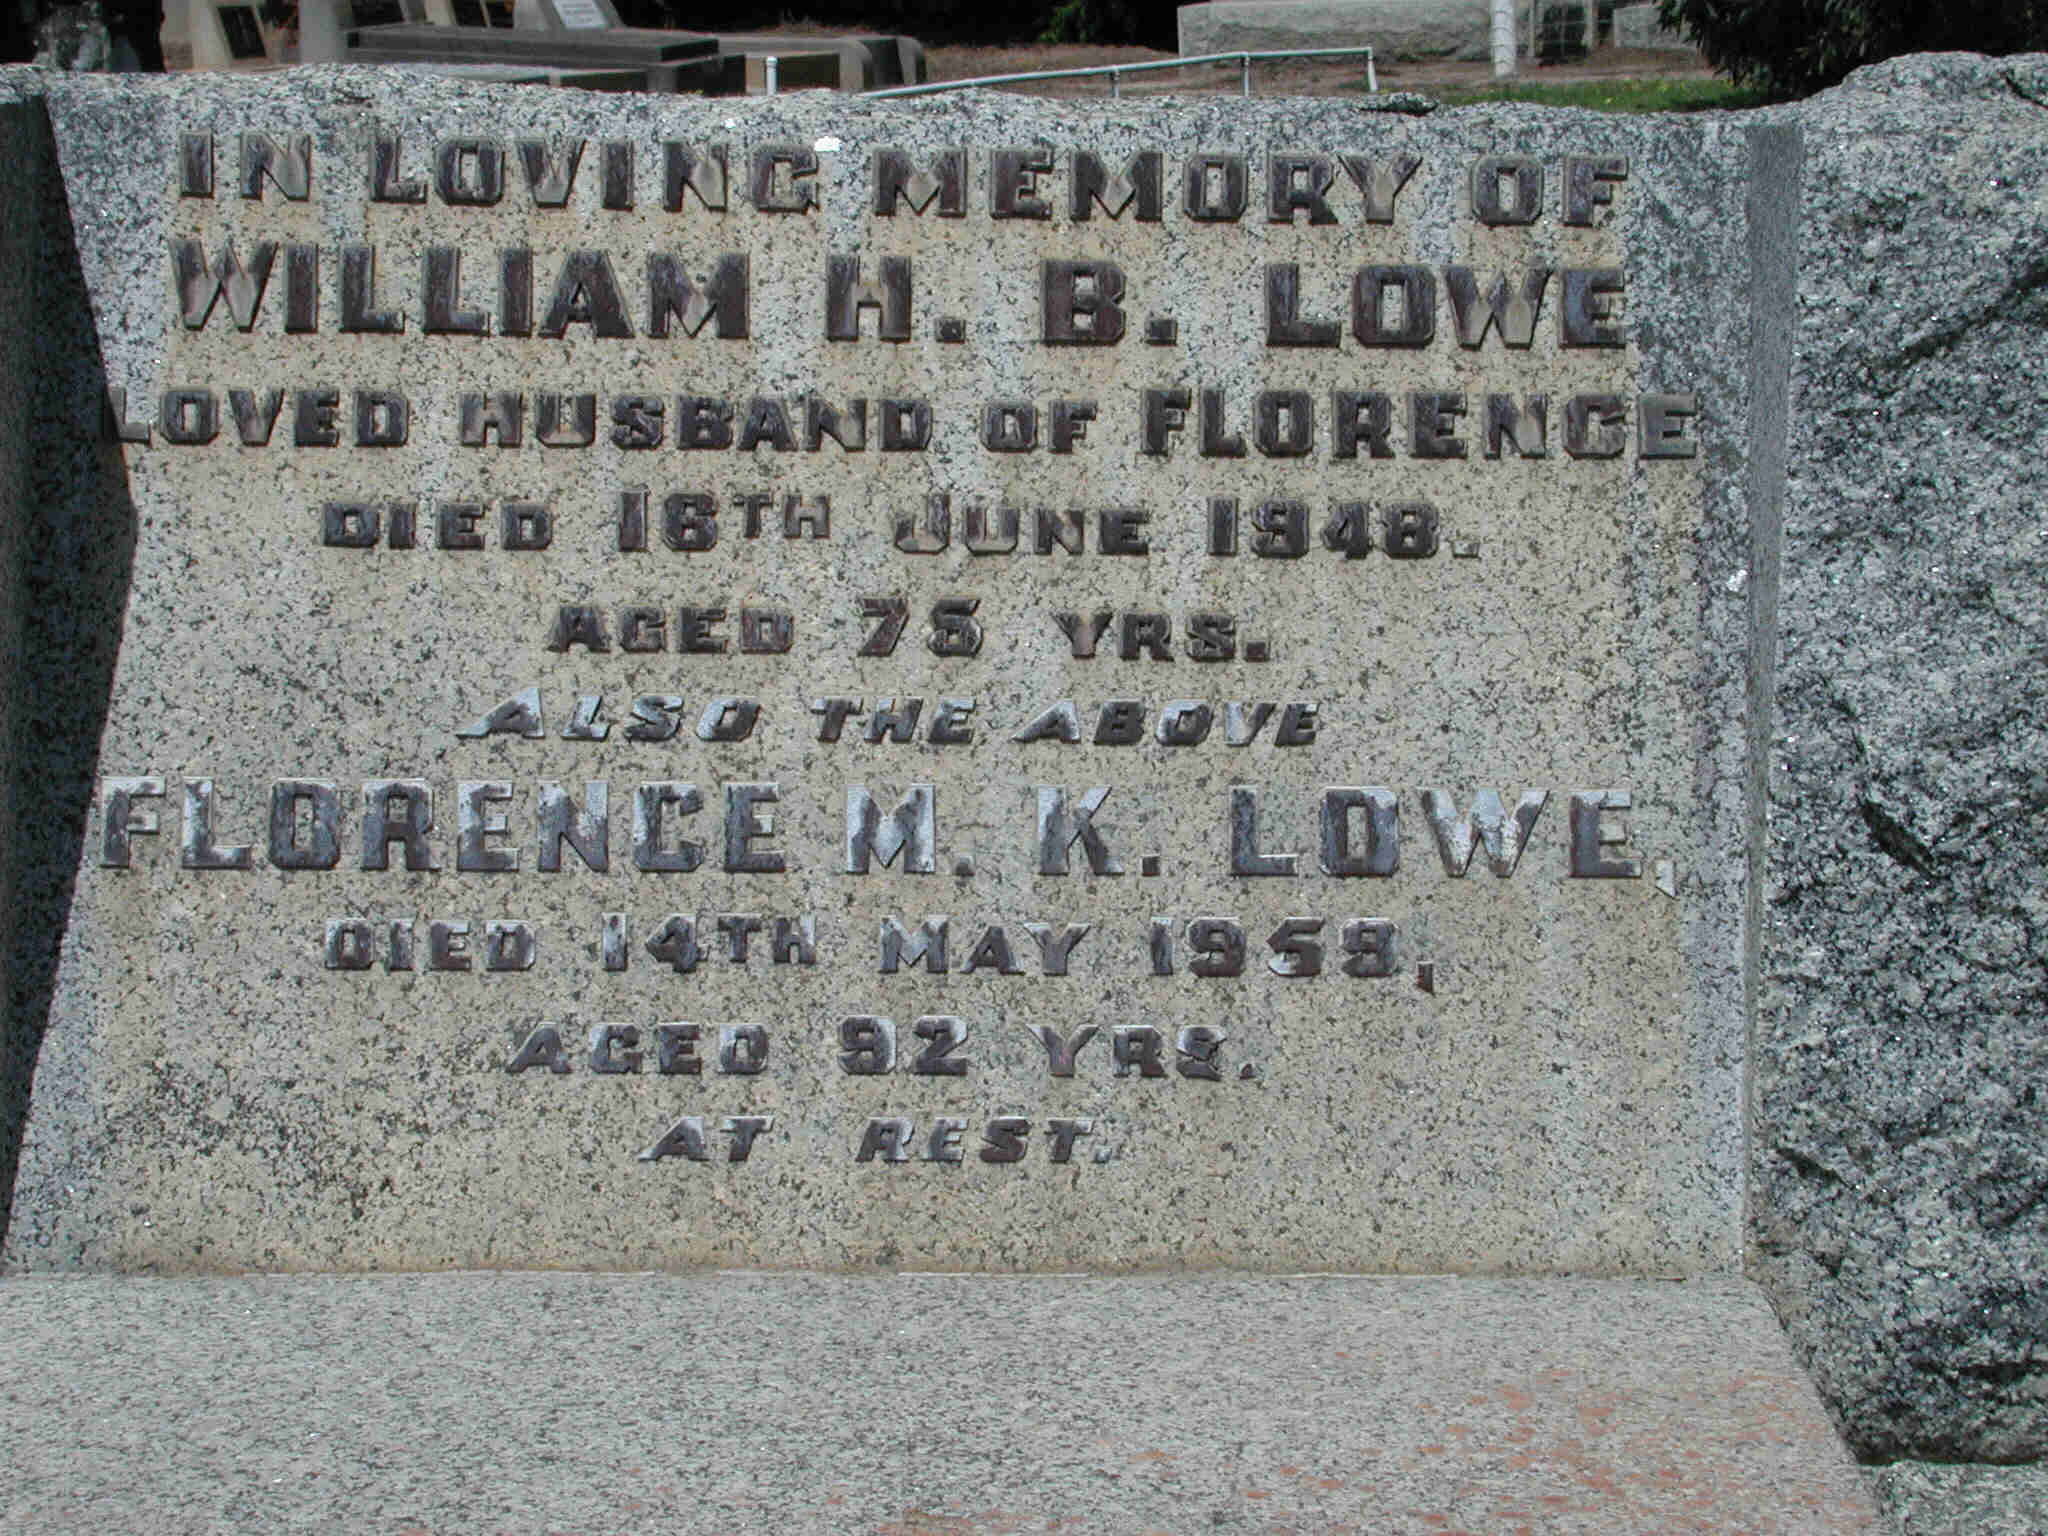 IN LOVING MEMORY OF
WILLIAM H. B. LOWE
LOVED HUSBAND OF FLORENCE
DIED 16TH JUNE 1948.
AGED 75 YRS.
ALSO THE ABOVE
FLORENCE M. K. LOWE,
DIED 14TH MAY 1959,
AGED 92 YRS.
AT REST.